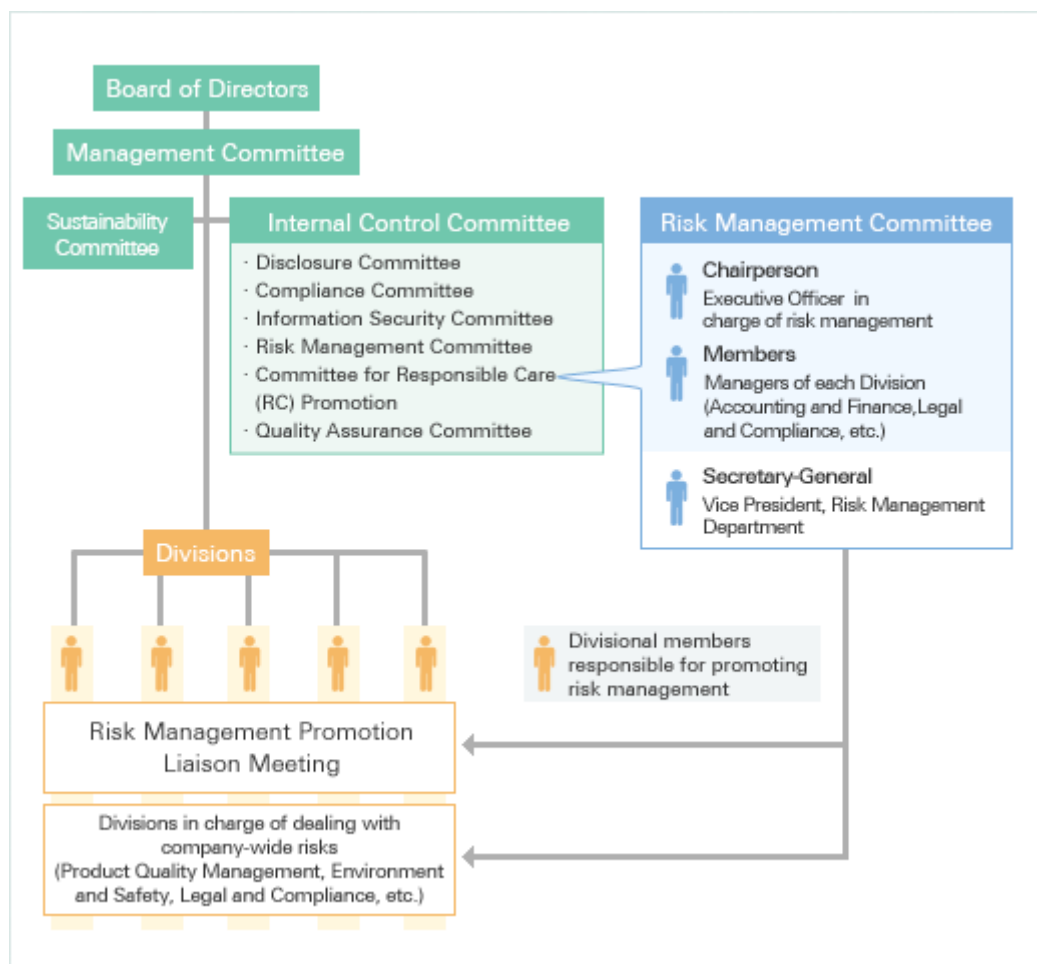 Board of Directors
Management Committee
Sustainability
Committee
Internal Control Committee
· Disclosure Committee
· Compliance Committee
· Information Security Committee
· Risk Management Committee
· Committee for Responsible Care
(RC) Promotion
· Quality Assurance Committee
Risk Management Committee
Chairperson
Executive Officer in
charge of risk management
Members
Managers of each Division
(Accounting and Finance,Legal
and Compliance, etc.)
Secretary-General
Vice President, Risk Management
Department
Divisions
Divisional members
responsible for promoting
risk management
Risk Management Promotion
Liaison Meeting
Divisions in charge of dealing with
company-wide risks
(Product Quality Management, Environment
and Safety, Legal and Compliance, etc.)